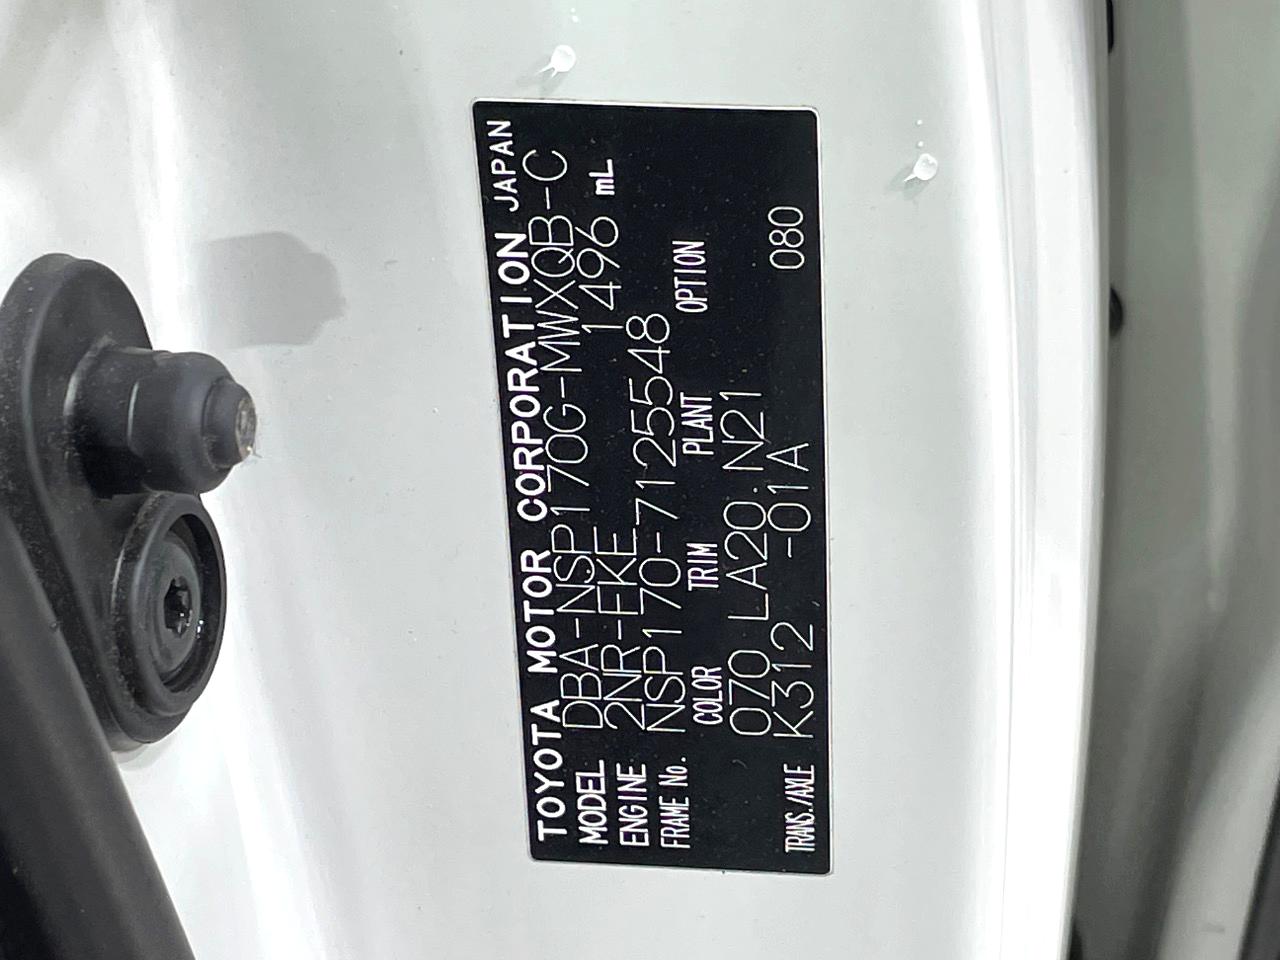 TOYOTA MOTOR CORPORATION JAPAN
MODEL DBA-NSP170G-MWXQB-C
ENGINE 2NR-FKE 1496 mL
FRAME No. NSP170-7125548
COLOR TRIM PLANT OPTION
070 LA20. N21
TRANS./AXLE K312 -01A 080